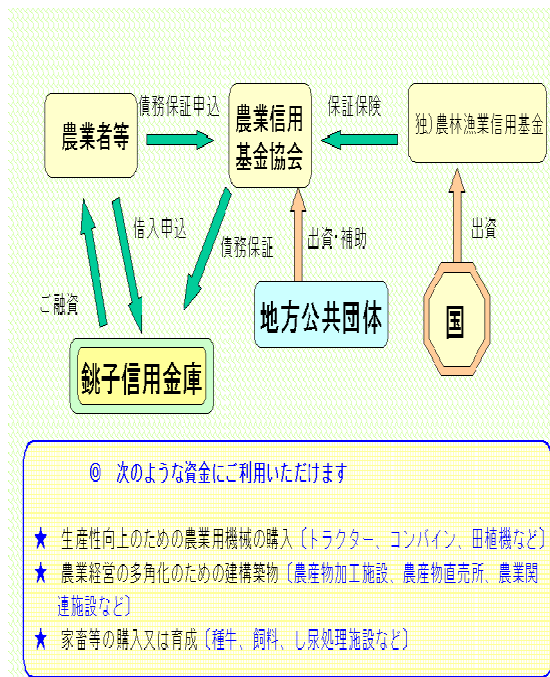 債務保証申込
保証保険
農業者等
農業信用
基金協会
独)農林漁業信用基金
借入申込
債務保証
出資・補助
出資
ご融資
地方公共団体
国
銚子信用金庫
◎ 次のような資金にご利用いただけます
★ 生産性向上のための農業用機械の購入〔トラクター、コンバイン、田植機など〕
★ 農業経営の多角化のための建構築物〔農産物加工施設、農産物直売所、農業関
連施設など〕
★ 家畜等の購入又は育成〔種牛、飼料、し尿処理施設など〕